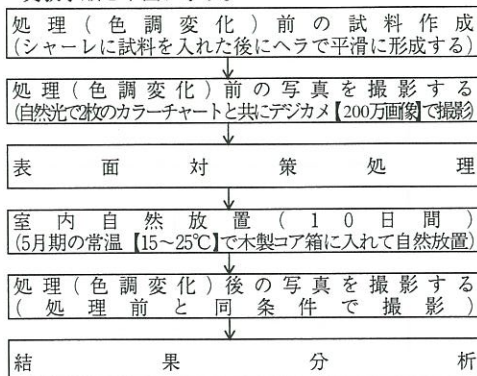 処理(色調変化)前の試料作成
(シャーレに試料を入れた後にヘラで平滑に形成する)
処理(色調変化)前の写真を撮影する
(自然光で2枚のカラーチャートと共にデジカメ【200万画像】で撮影)
表面対策処理
室内自然放置(10日間)
(5月期の常温【15~25℃】で木製コア箱に入れて自然放置)
処理(色調変化)後の写真を撮影する
(処理前と同条件で撮影)
結果分析